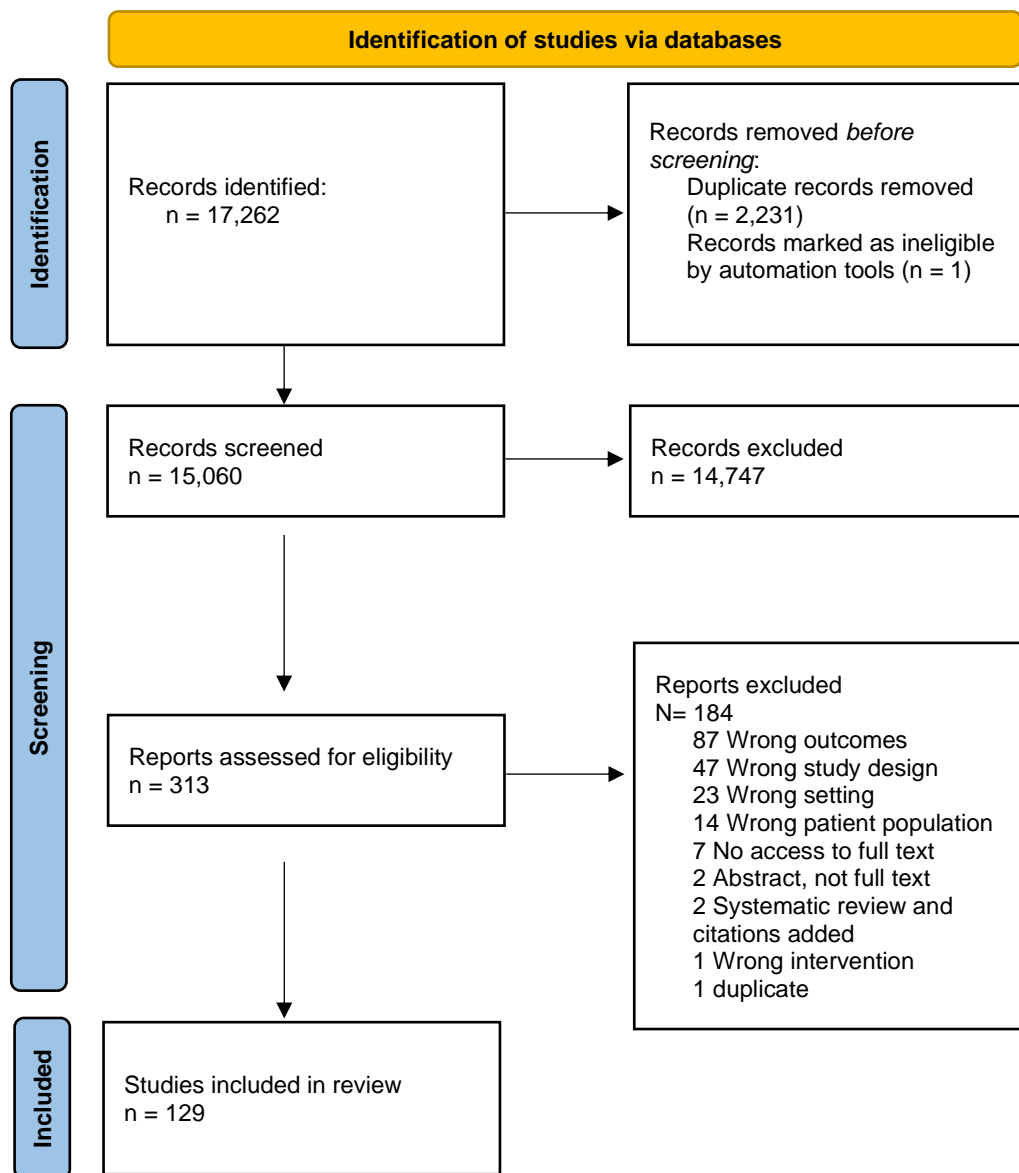 Identification of studies via databases
Identification
Records identified:
n = 17,262
Records removed before
screening:
Duplicate records removed
(n = 2,231)
Records marked as ineligible
by automation tools (n = 1)
Screening
Records screened
n = 15,060
Records excluded
n = 14,747
Reports assessed for eligibility
n = 313
Reports excluded
N= 184
87 Wrong outcomes
47 Wrong study design
23 Wrong setting
14 Wrong patient population
7 No access to full text
2 Abstract, not full text
2 Systematic review and
citations added
1 Wrong intervention
1 duplicate
Included
Studies included in review
n = 129